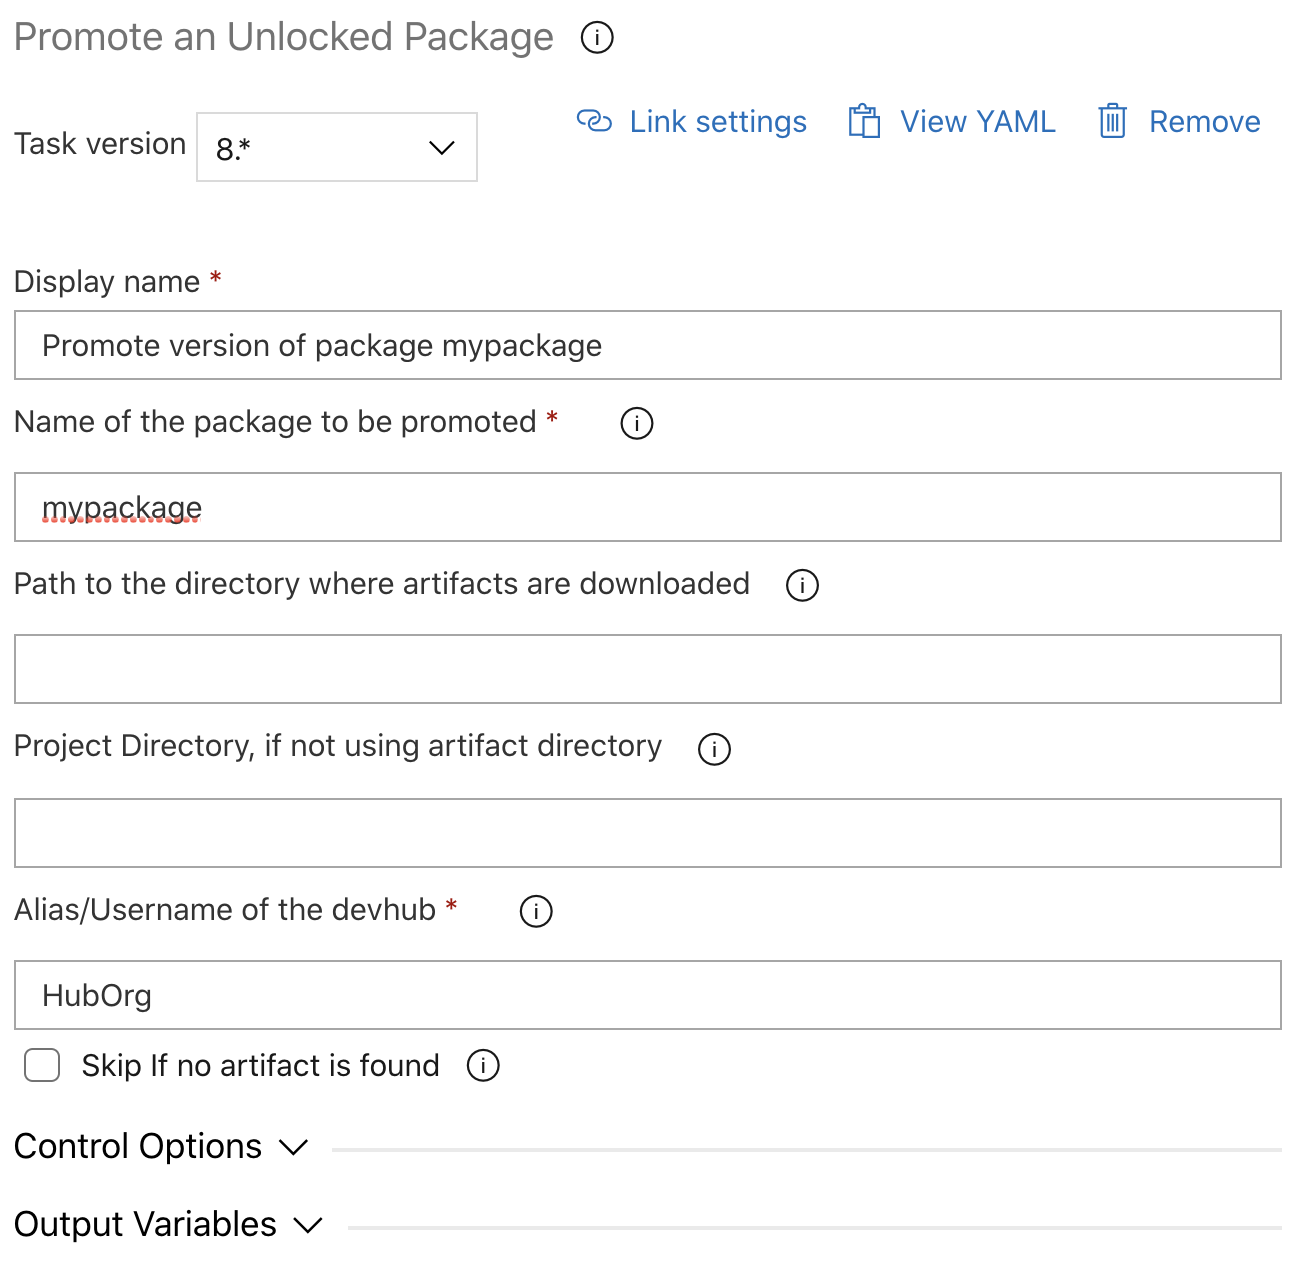 Promote an Unlocked Package
Task version 8.* Link settings View YAML Remove
Display name *
Promote version of package mypackage
Name of the package to be promoted *
mypackage
Path to the directory where artifacts are downloaded
Project Directory, if not using artifact directory
Alias/Username of the devhub *
HubOrg
Skip If no artifact is found
Control Options
Output Variables